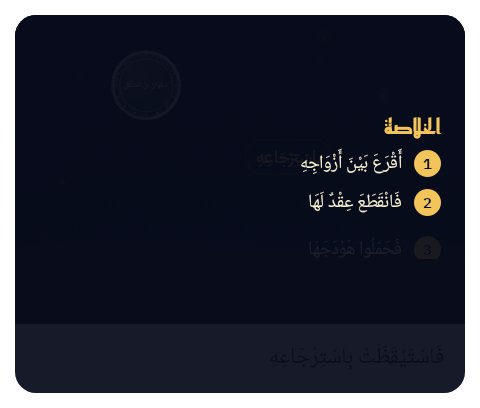 الخلاصة
1 أَقْرَعَ بَيْنَ أَزْوَاجِهِ
2 فَانْقَطَعَ عِقْدٌ لَهَا
3 فَحَمَلُوا هَوْدَجَهَا
فَاسْتَيْقَظَتْ بِاسْتِرْجَاعِهِ